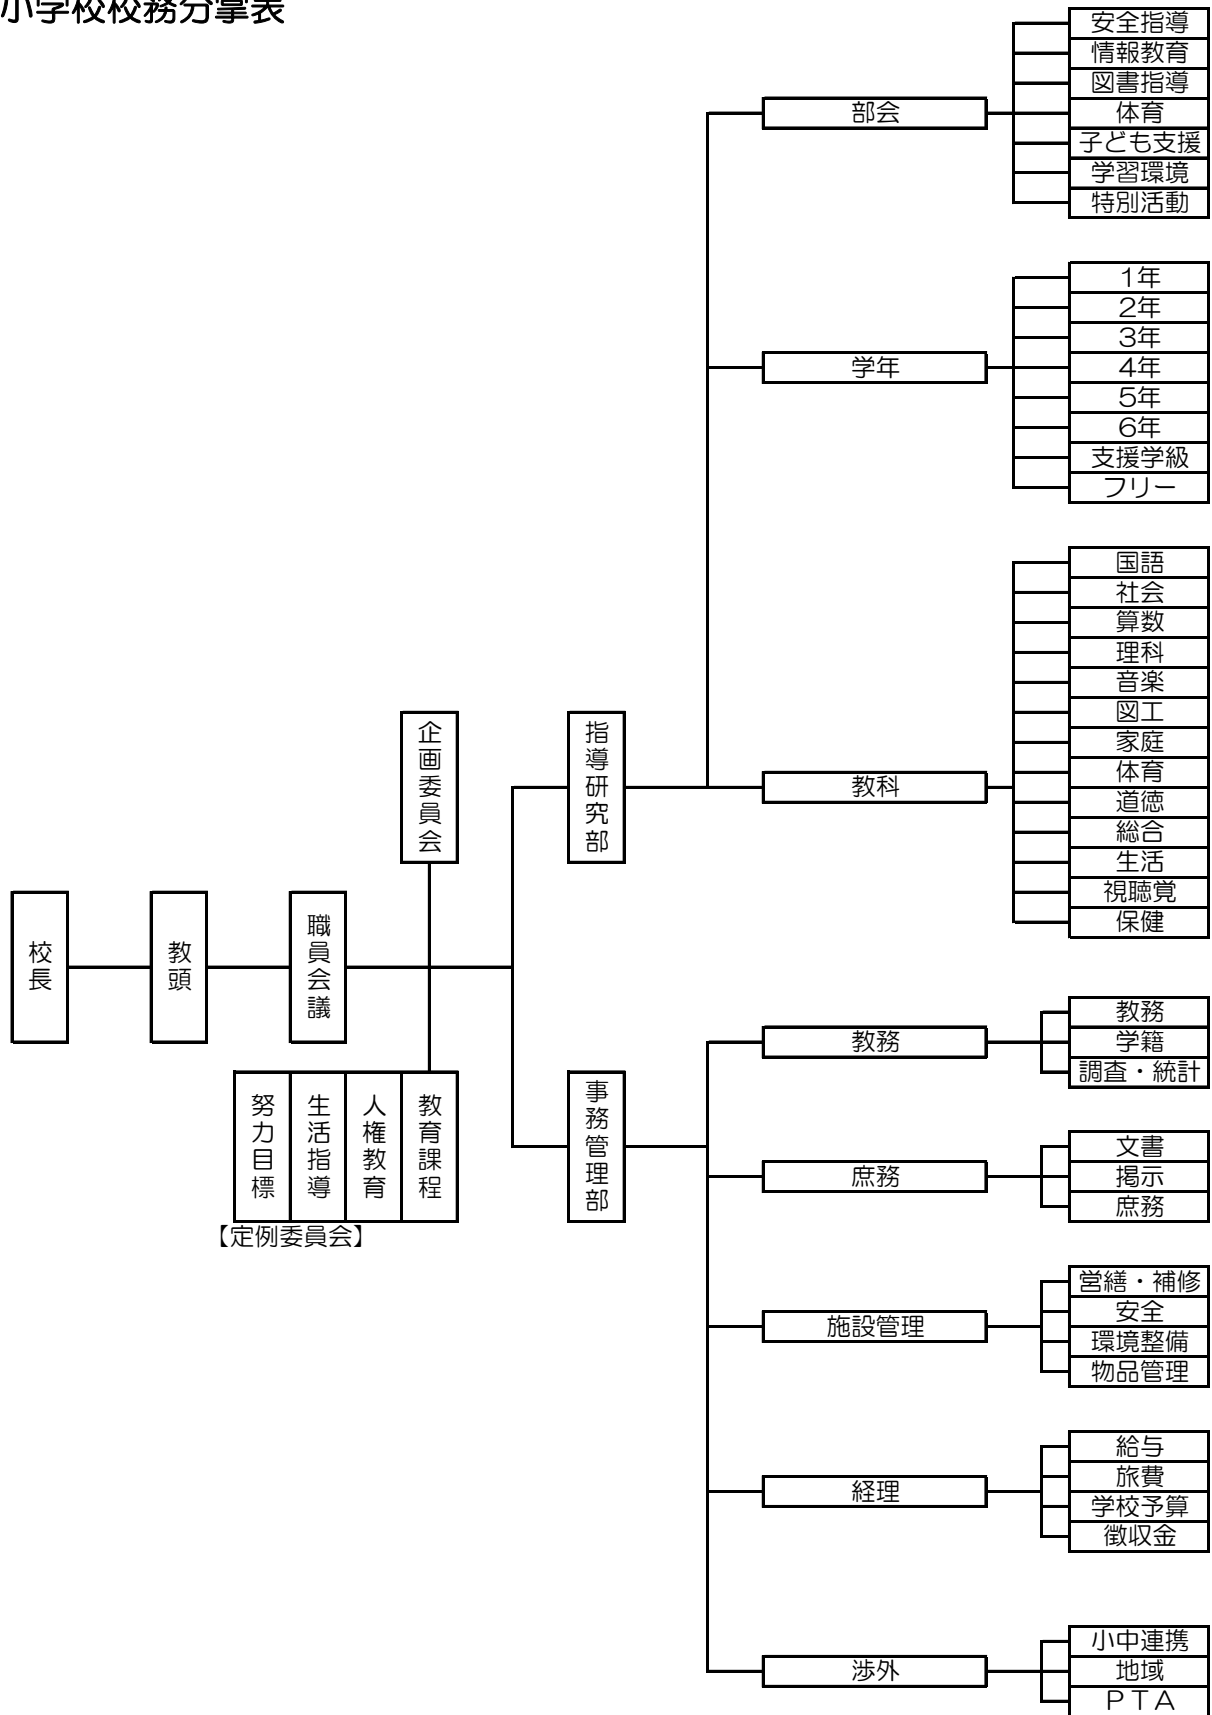 小学校校務分掌表
校長
教頭
職員会議
企画委員会
努力目標
生活指導
人権教育
教育課程
【定例委員会】
指導研究部
部会
安全指導
情報教育
図書指導
体育
子ども支援
学習環境
特別活動
学年
1年
2年
3年
4年
5年
6年
支援学級
フリー
教科
国語
社会
算数
理科
音楽
図工
家庭
体育
道徳
総合
生活
視聴覚
保健
事務管理部
教務
教務
学籍
調査・統計
庶務
文書
掲示
庶務
施設管理
営繕・補修
安全
環境整備
物品管理
経理
給与
旅費
学校予算
徴収金
渉外
小中連携
地域
ＰＴＡ